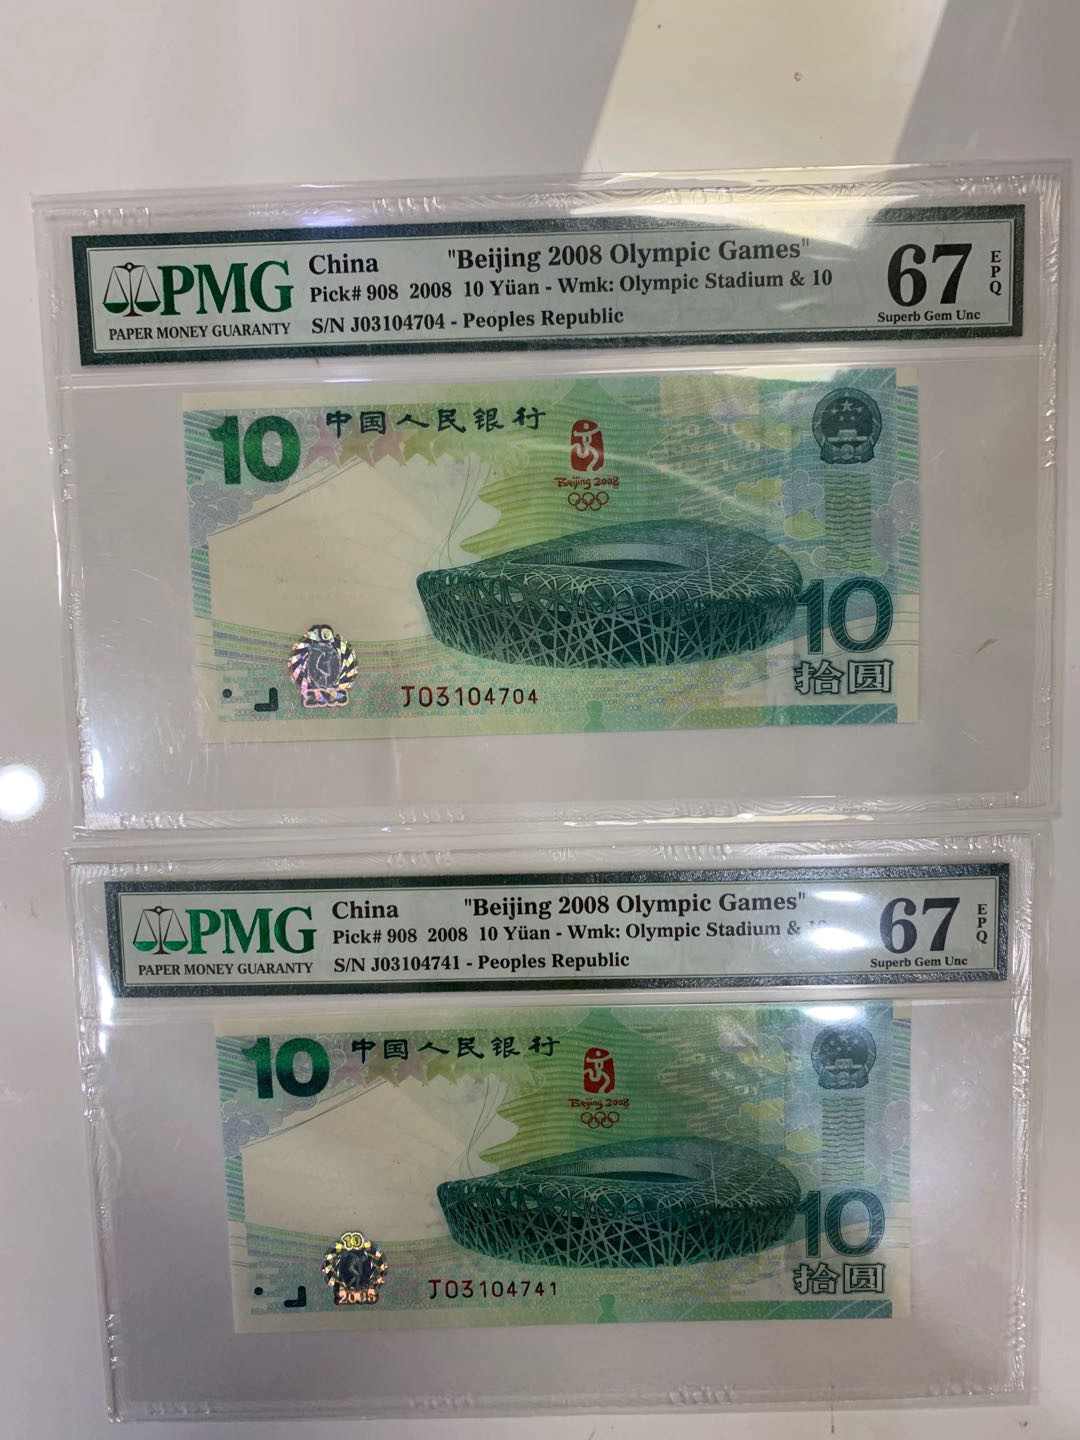 PMG
PAPER MONEY GUARANTY
China "Beijing 2008 Olympic Games"
Pick# 908 2008 10 Yüan - Wmk: Olympic Stadium & 10
S/N J03104704 - Peoples Republic
67
EPQ
Superb Gem Unc
10
中国人民银行
Beijing 2008
10
2008
J03104704
10
拾圆
PMG
PAPER MONEY GUARANTY
China "Beijing 2008 Olympic Games"
Pick# 908 2008 10 Yüan - Wmk: Olympic Stadium &
S/N J03104741 - Peoples Republic
67
EPQ
Superb Gem Unc
10
中国人民银行
Beijing 2008
10
2008
J03104741
10
拾圆